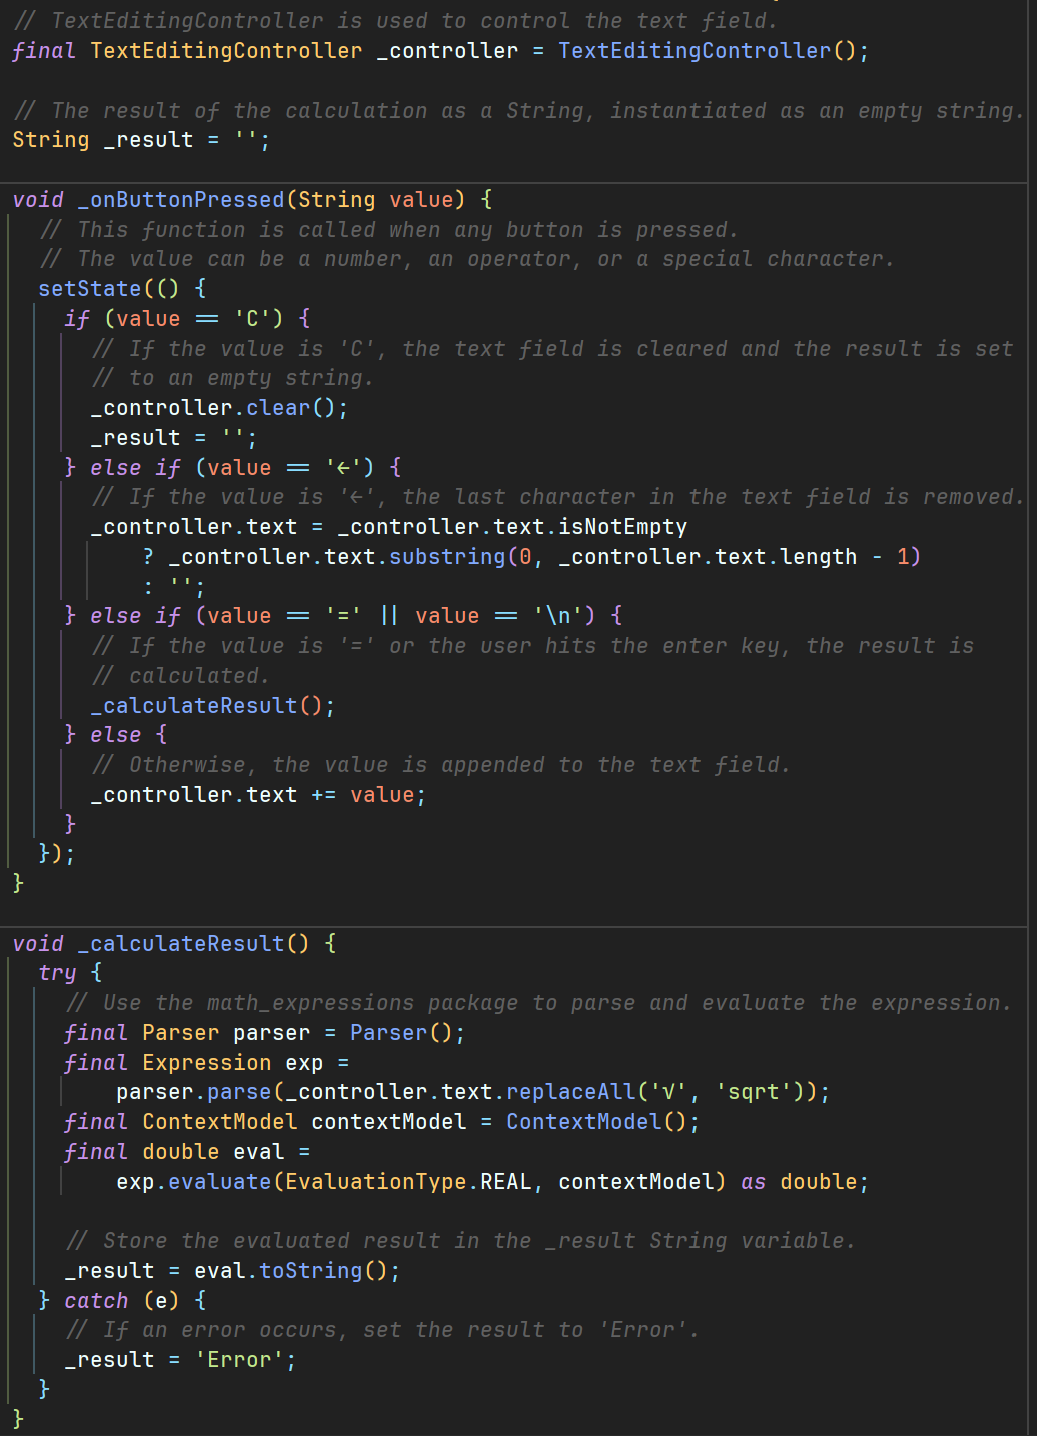 // TextEditingController is used to control the text field.
final TextEditingController _controller = TextEditingController();
// The result of the calculation as a String, instantiated as an empty string.
String _result = '';
void _onButtonPressed(String value) {
// This function is called when any button is pressed.
// The value can be a number, an operator, or a special character.
setState(() {
if (value == 'C') {
// If the value is 'C', the text field is cleared and the result is set
// to an empty string.
_controller.clear();
_result = '';
} else if (value == '←') {
// If the value is '←', the last character in the text field is removed.
_controller.text = _controller.text.isNotEmpty
? _controller.text.substring(0, _controller.text.length - 1)
: '';
} else if (value == '=' || value == '\n') {
// If the value is '=' or the user hits the enter key, the result is
// calculated.
_calculateResult();
} else {
// Otherwise, the value is appended to the text field.
_controller.text += value;
}
});
}
void _calculateResult() {
try {
// Use the math_expressions package to parse and evaluate the expression.
final Parser parser = Parser();
final Expression exp =
parser.parse(_controller.text.replaceAll('√', 'sqrt'));
final ContextModel contextModel = ContextModel();
final double eval =
exp.evaluate(EvaluationType.REAL, contextModel) as double;
// Store the evaluated result in the _result String variable.
_result = eval.toString();
} catch (e) {
// If an error occurs, set the result to 'Error'.
_result = 'Error';
}
}